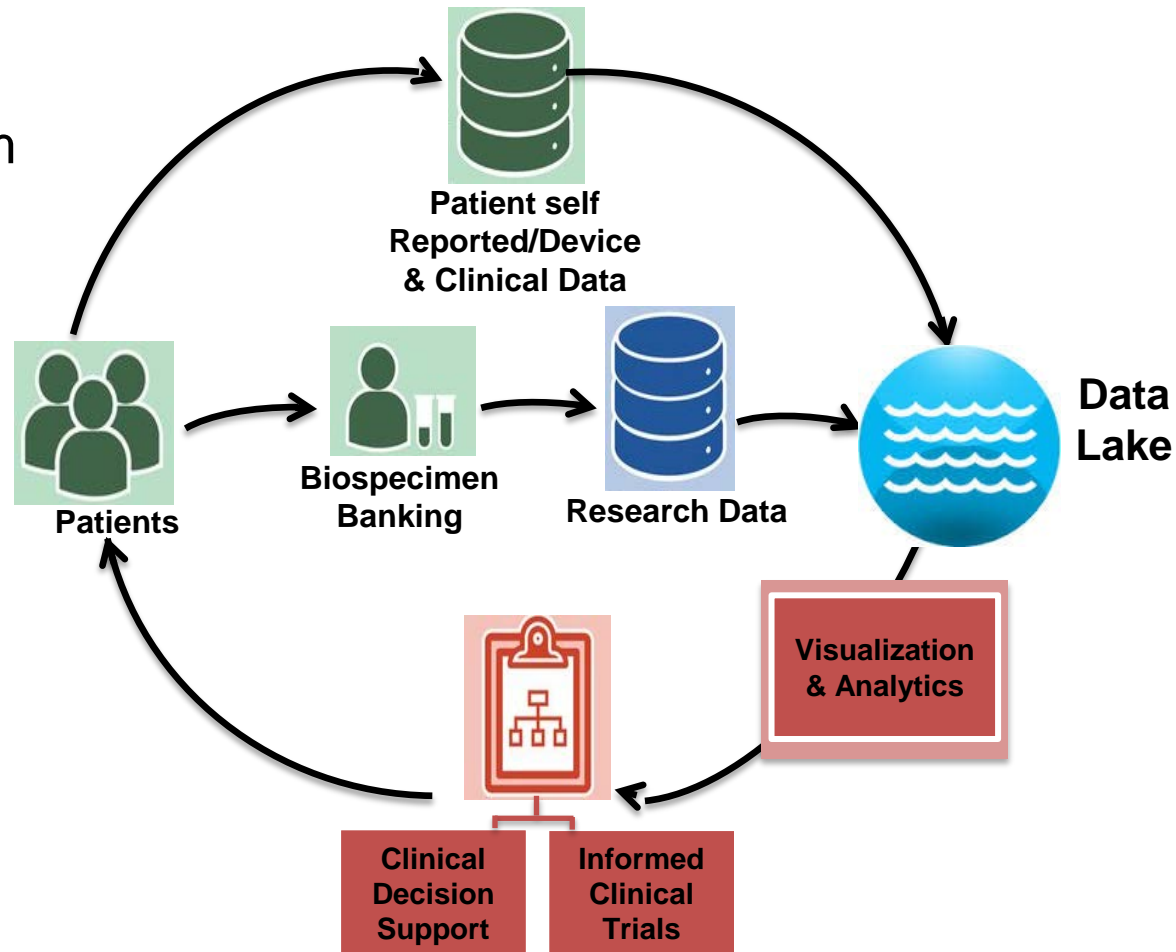 Patient self
Reported/Device
& Clinical Data
Patients
Biospecimen
Banking
Research Data
Data
Lake
Visualization
& Analytics
Clinical
Decision
Support
Informed
Clinical
Trials